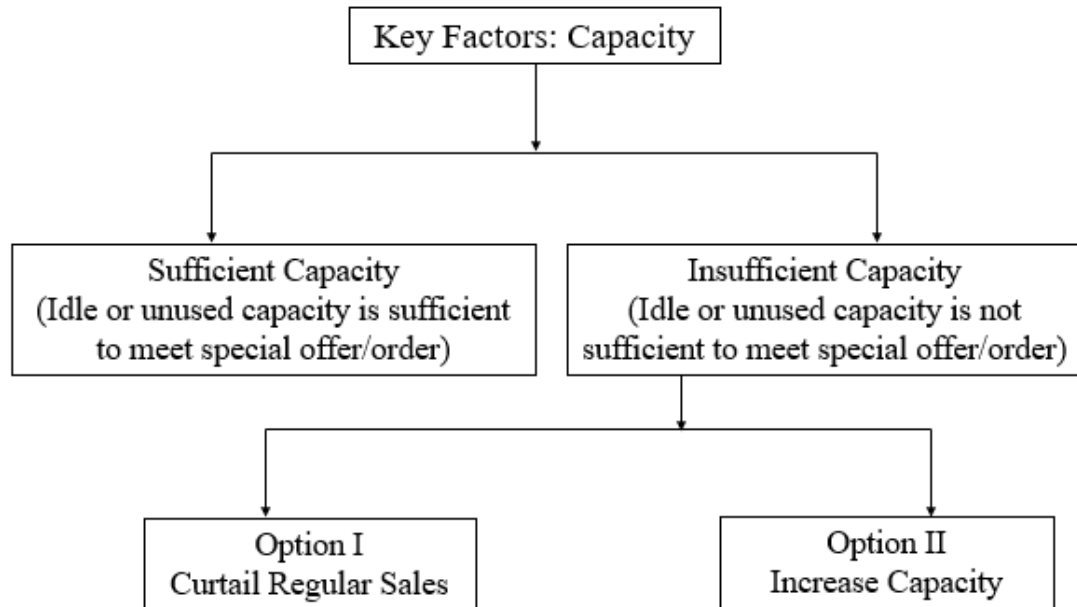 Key Factors: Capacity
Sufficient Capacity
(Idle or unused capacity is sufficient
to meet special offer/order)
Insufficient Capacity
(Idle or unused capacity is not
sufficient to meet special offer/order)
Option I
Curtail Regular Sales
Option II
Increase Capacity